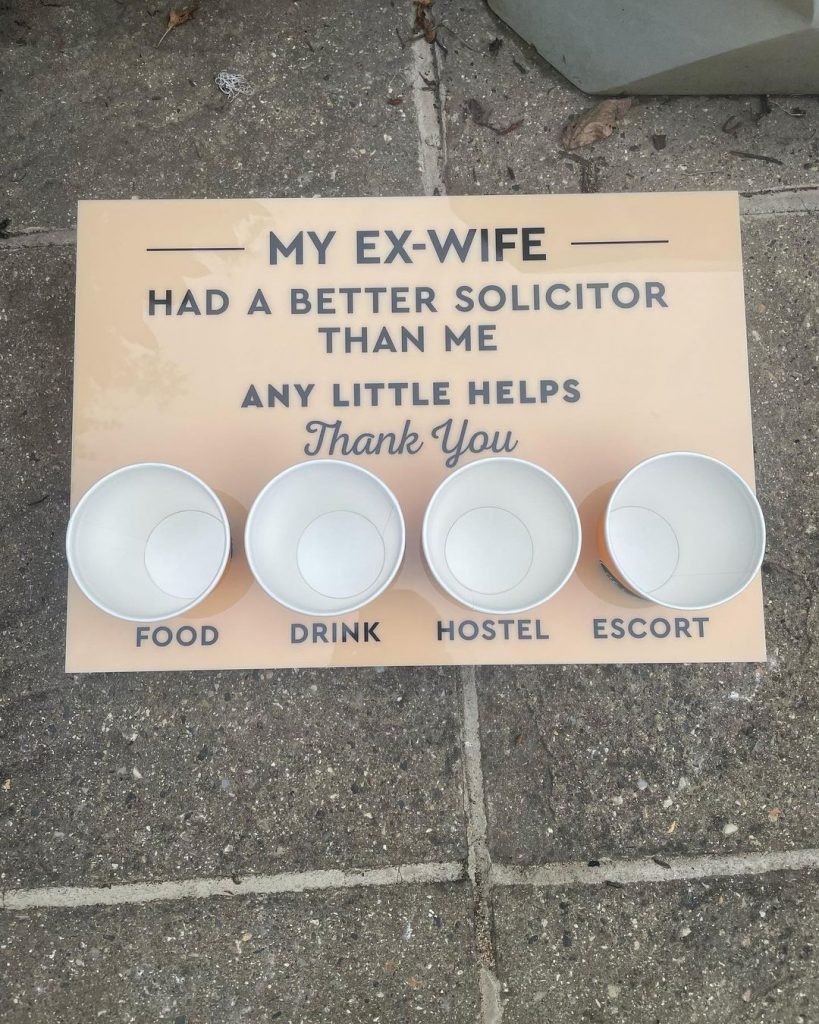 MY EX-WIFE
HAD A BETTER SOLICITOR
THAN ME
ANY LITTLE HELPS
Thank You
FOOD DRINK HOSTEL ESCORT